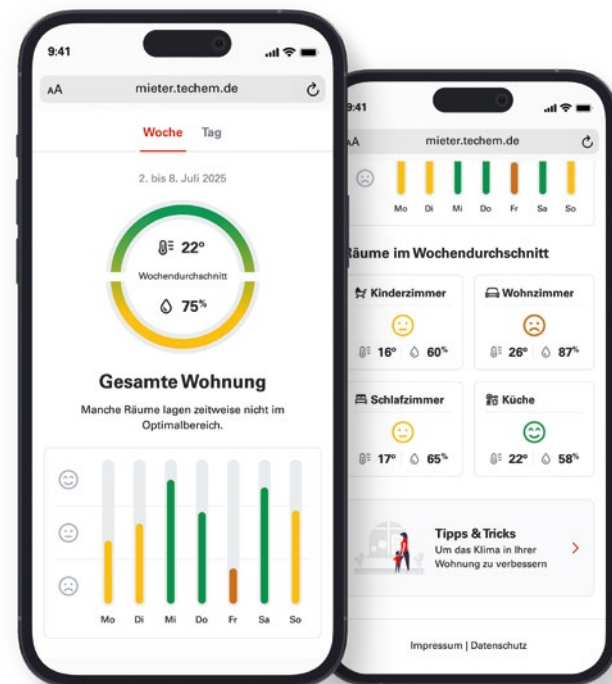 9:41
AA
mieter.techem.de
Woche Tag
2. bis 8. Juli 2025
22°
Wochendurchschnitt
75%
Gesamte Wohnung
Manche Räume lagen zeitweise nicht im
Optimalbereich.
Mo Di Mi Do Fr Sa So
9:41
AA
mieter.techem.de
Mo Di Mi Do Fr Sa So
Räume im Wochendurchschnitt
Kinderzimmer
16° 60%
Wohnzimmer
26° 87%
Schlafzimmer
17° 65%
Küche
22° 58%
Tipps & Tricks
Um das Klima in Ihrer
Wohnung zu verbessern
Impressum | Datenschutz